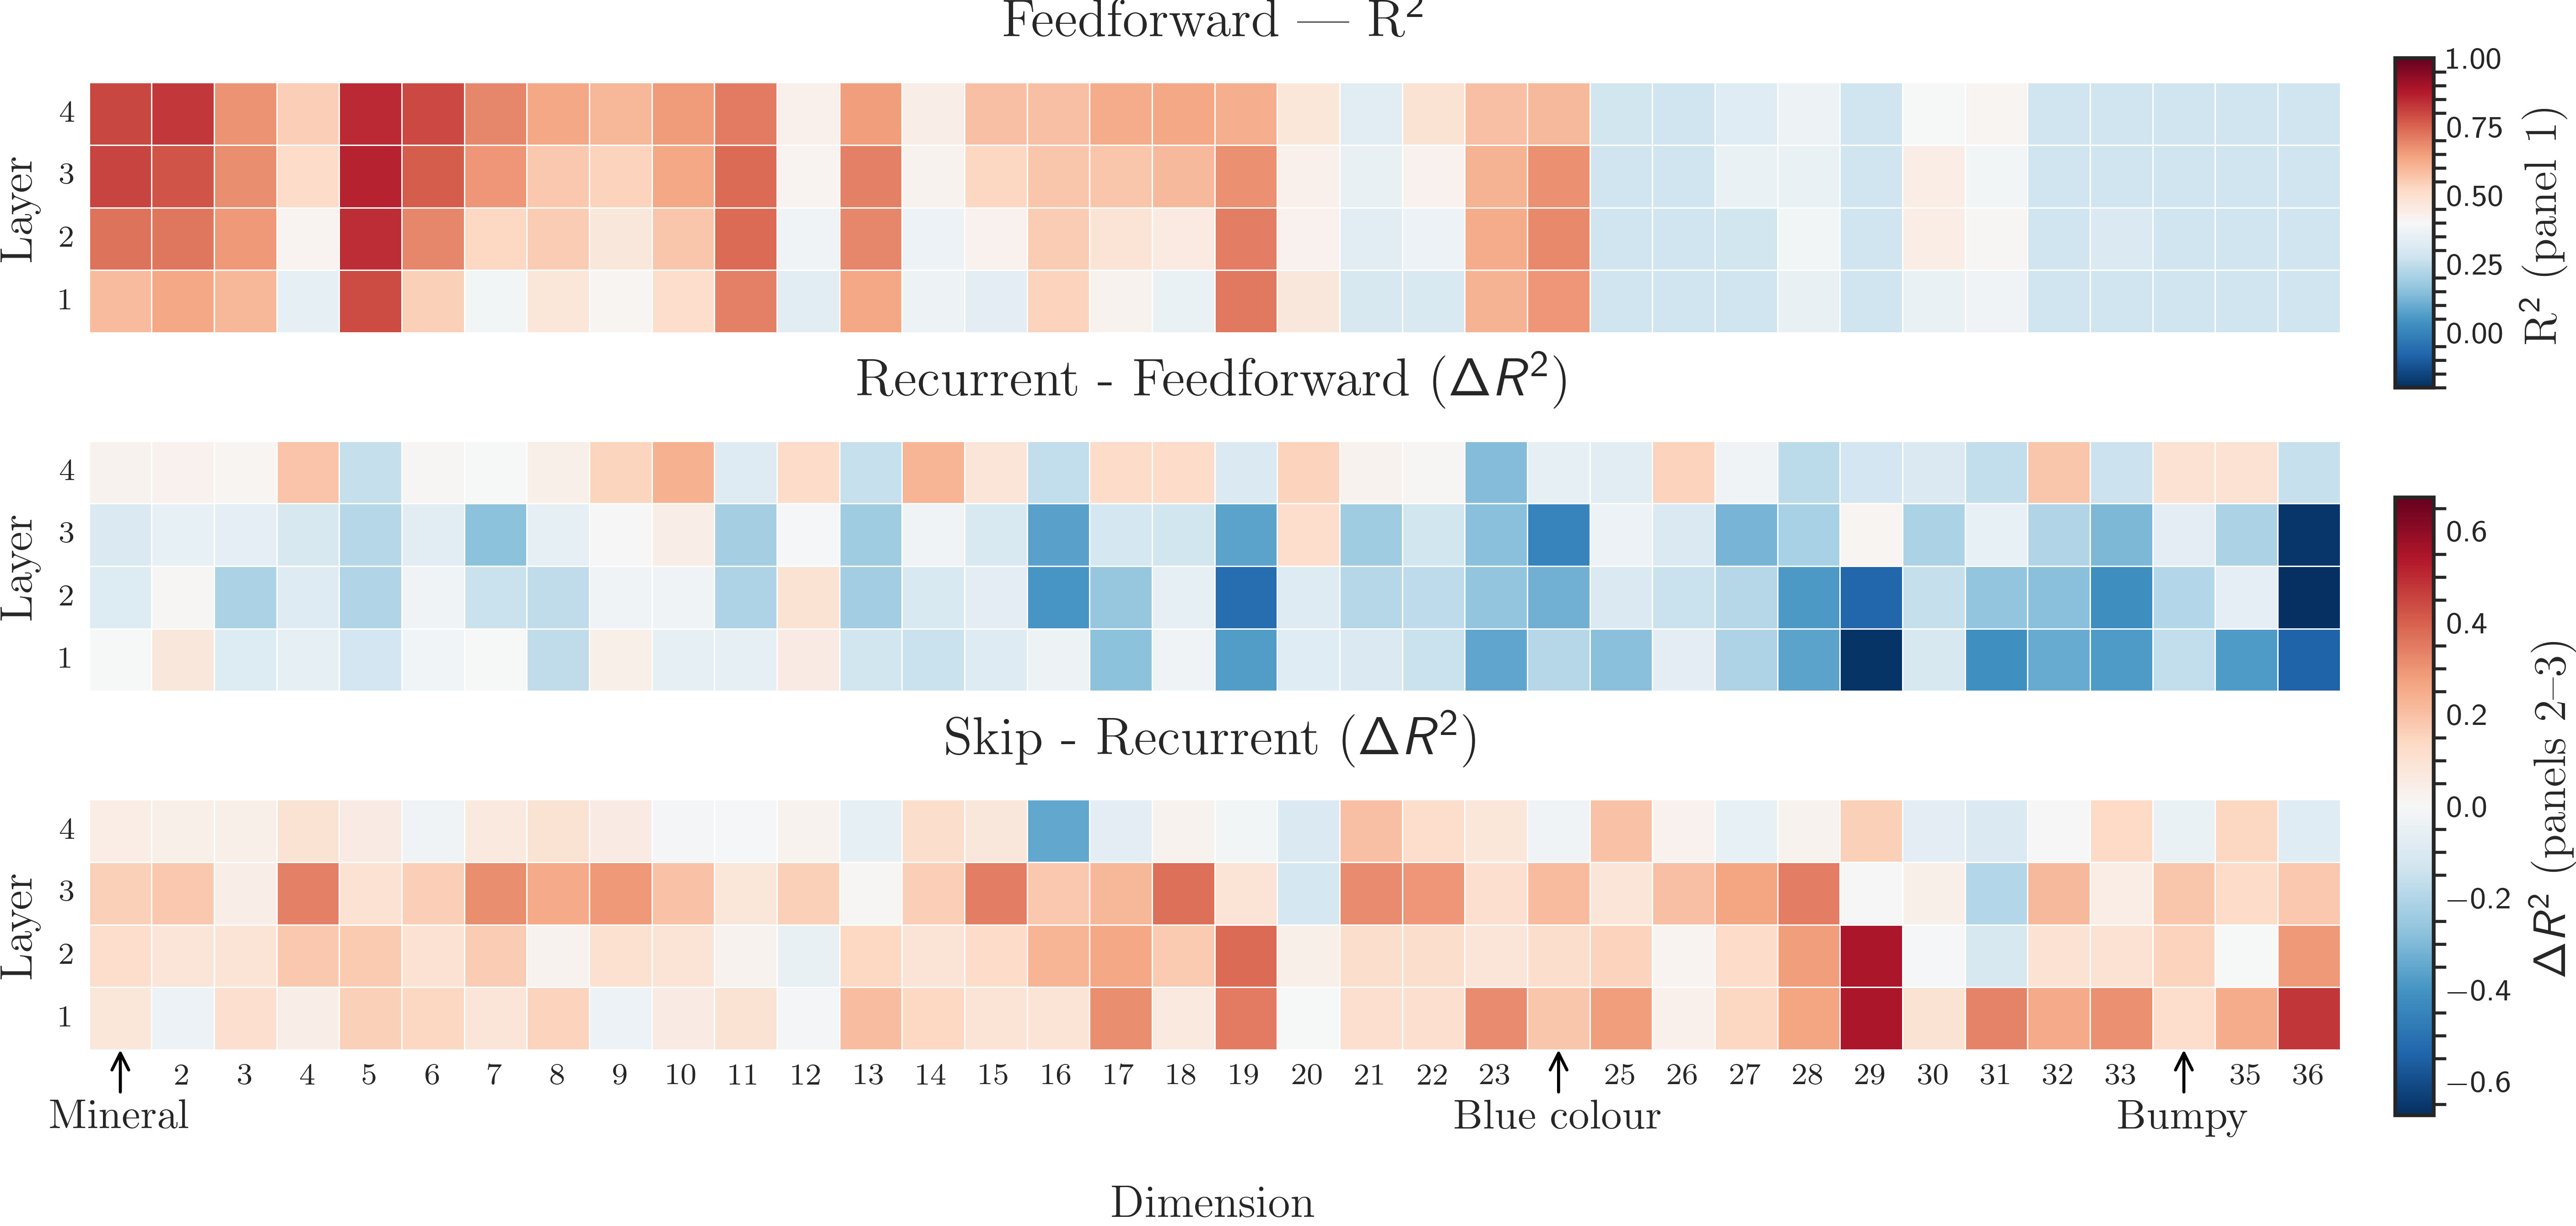 Feedforward — R²
Layer
4
3
2
1
1.00
0.75
0.50
0.25
0.00
R² (panel 1)
Recurrent - Feedforward (ΔR²)
Layer
4
3
2
1
Skip - Recurrent (ΔR²)
Layer
4
3
2
1
0.6
0.4
0.2
0.0
−0.2
−0.4
−0.6
ΔR² (panels 2–3)
2 3 4 5 6 7 8 9 10 11 12 13 14 15 16 17 18 19 20 21 22 23 25 26 27 28 29 30 31 32 33 35 36
Mineral Blue colour Bumpy
Dimension